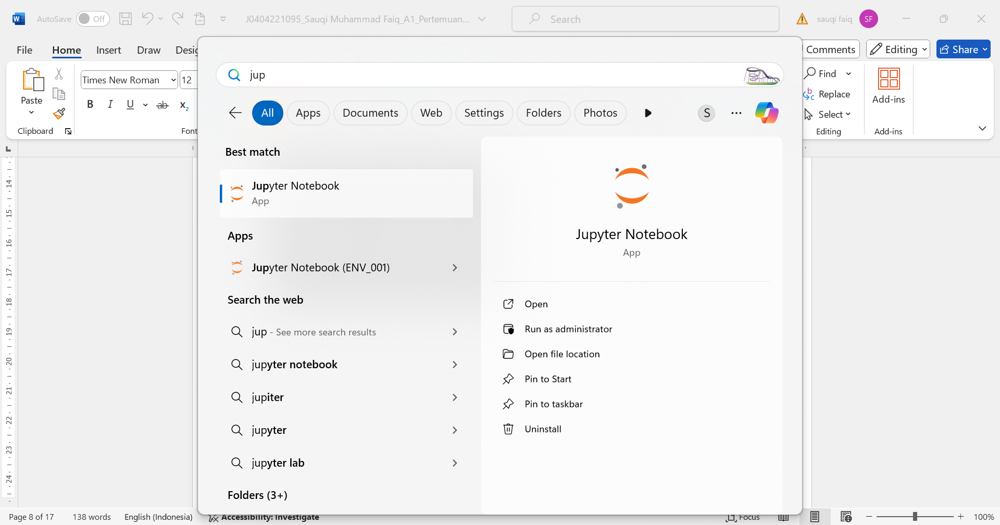 AutoSave Off J0404221095_Sauqi Muhammad Faiq_A1_Pertemuan... Search sauqi faiq SF
File Home Insert Draw Comments Editing Share
jup
Times New Roman 12 Find
Paste Replace Add-ins
B I U ab x2 Select
Clipboard Font Editing Add-ins
All Apps Documents Web Settings Folders Photos S
Best match
Jupyter Notebook
App
Apps
Jupyter Notebook (ENV_001)
Search the web
jup - See more search results
jupyter notebook
jupiter
jupyter
jupyter lab
Folders (3+)
Jupyter Notebook
App
Open
Run as administrator
Open file location
Pin to Start
Pin to taskbar
Uninstall
14
15
16
17
18
19
20
21
22
23
24
Page 8 of 17 138 words English (Indonesia) Accessibility: Investigate Focus 100%